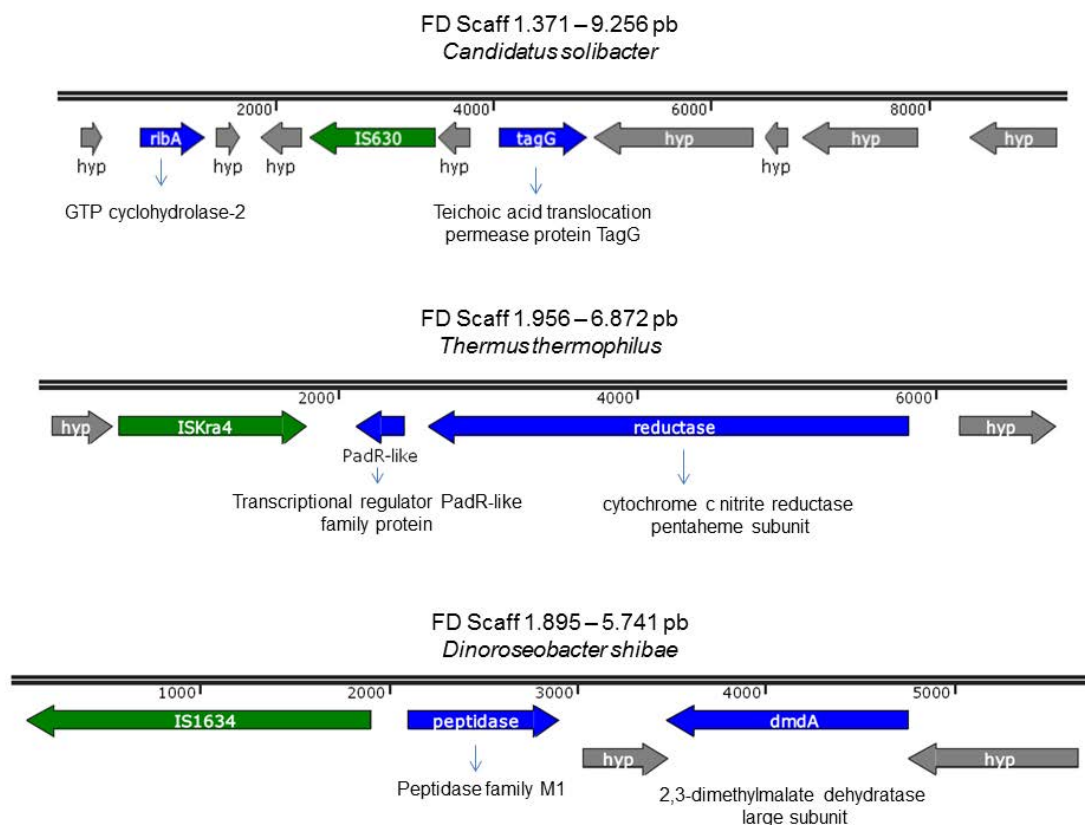 FD Scaff 1.371 – 9.256 pb
Candidatus solibacter
2000 4000 6000 8000
ribA IS630 tagG hyp hyp hyp
hyp hyp hyp hyp hyp
GTP cyclohydrolase-2
Teichoic acid translocation
permease protein TagG
FD Scaff 1.956 – 6.872 pb
Thermus thermophilus
2000 4000 6000
hyp ISKra4 reductase hyp
PadR-like
Transcriptional regulator PadR-like
family protein
cytochrome c nitrite reductase
pentaheme subunit
FD Scaff 1.895 – 5.741 pb
Dinoroseobacter shibae
1000 2000 3000 4000 5000
IS1634 peptidase dmdA
hyp hyp
Peptidase family M1
2,3-dimethylmalate dehydratase
large subunit